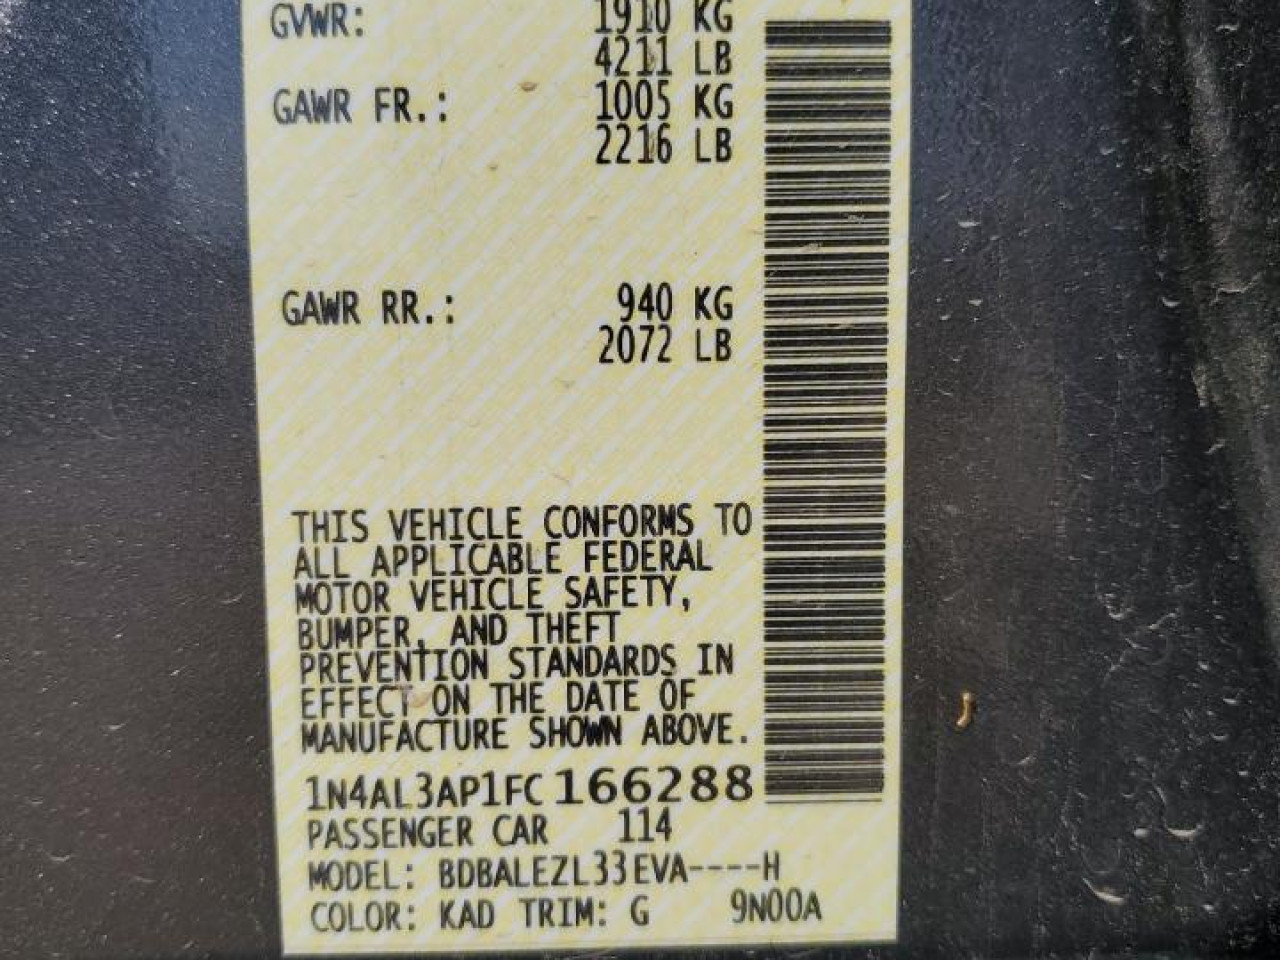 GVWR: 1910 KG
4211 LB
GAWR FR.: 1005 KG
2216 LB
GAWR RR.: 940 KG
2072 LB
THIS VEHICLE CONFORMS TO
ALL APPLICABLE FEDERAL
MOTOR VEHICLE SAFETY,
BUMPER, AND THEFT
PREVENTION STANDARDS IN
EFFECT ON THE DATE OF
MANUFACTURE SHOWN ABOVE.
1N4AL3AP1FC166288
PASSENGER CAR 114
MODEL: BDBALEZL33EVA----H
COLOR: KAD TRIM: G 9N00A